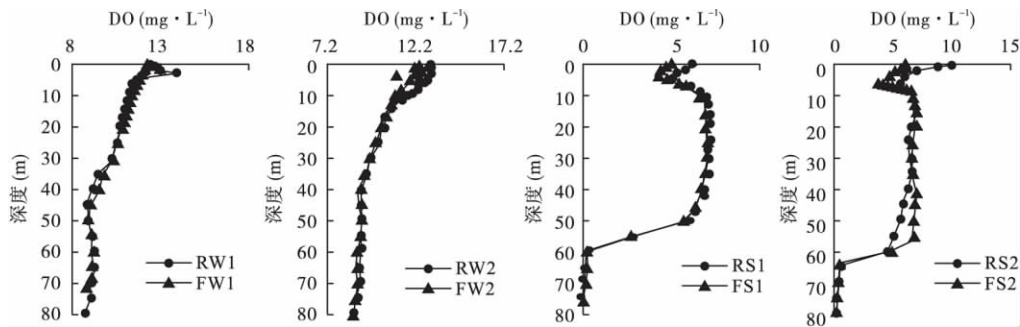 DO (mg·L⁻¹) DO (mg·L⁻¹) DO (mg·L⁻¹) DO (mg·L⁻¹)
8 13 18 7.2 12.2 17.2 0 5 10 0 5 10 15
0 0 0 0
10 10 10 10
20 20 20 20
深度 (m) 30 深度 (m) 30 深度 (m) 30 深度 (m) 30
40 40 40 40
50 50 50 50
60 RW1 60 RW2 60 RS1 60 RS2
70 FW1 70 FW2 70 FS1 70 FS2
80 80 80 80